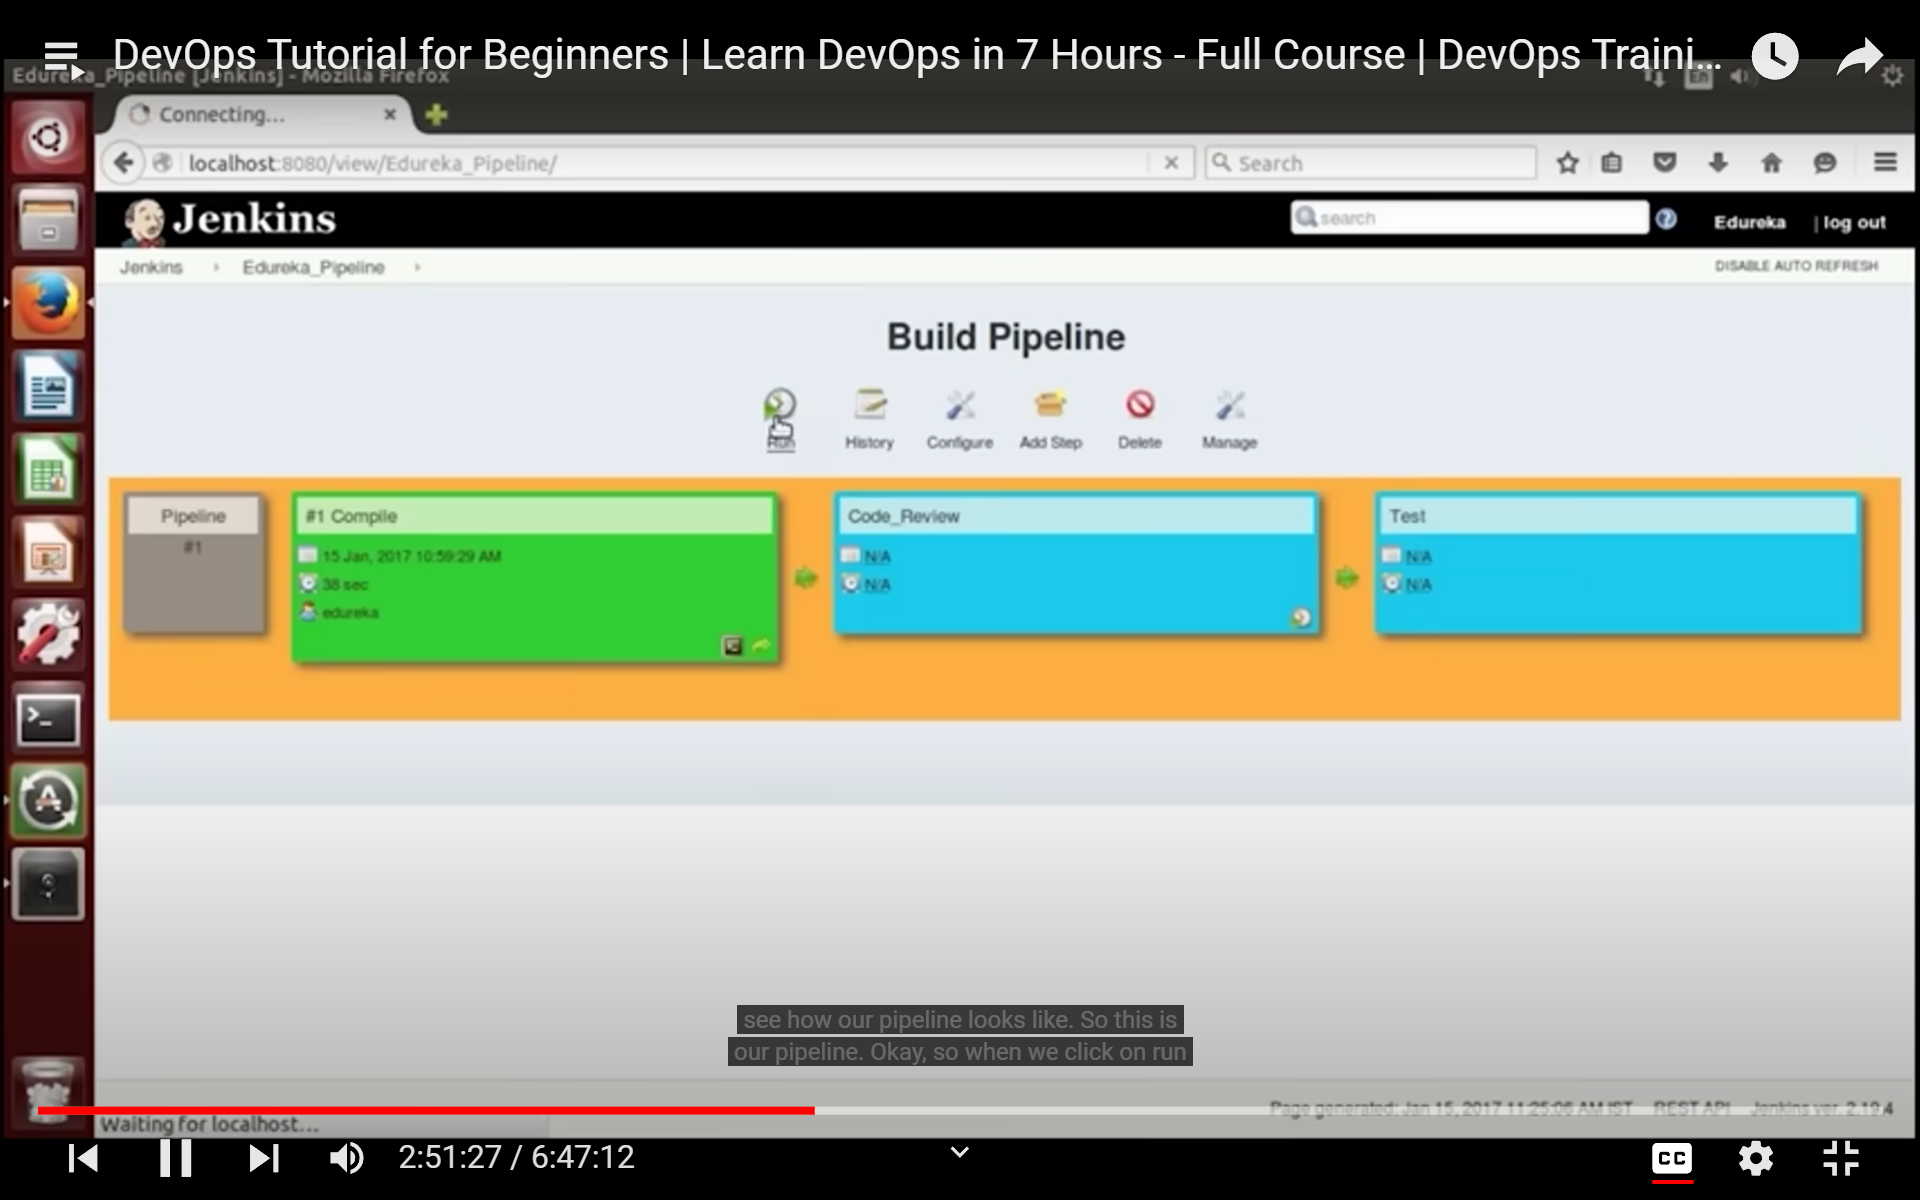 DevOps Tutorial for Beginners | Learn DevOps in 7 Hours - Full Course | DevOps Traini...
Edureka_Pipeline [Jenkins] - Mozilla Firefox
En
Connecting...
localhost:8080/view/Edureka_Pipeline/
Search
Jenkins
search
Edureka
| log out
Jenkins
Edureka_Pipeline
DISABLE AUTO REFRESH
Build Pipeline
Run
History
Configure
Add Step
Delete
Manage
Pipeline
#1
#1 Compile
15 Jan, 2017 10:59:29 AM
38 sec
edureka
Code_Review
N/A
N/A
Test
N/A
N/A
see how our pipeline looks like. So this is
our pipeline. Okay, so when we click on run
Page generated: Jan 15, 2017 11:25:06 AM IST
REST API
Jenkins ver. 2.19.4
Waiting for localhost...
2:51:27 / 6:47:12
CC